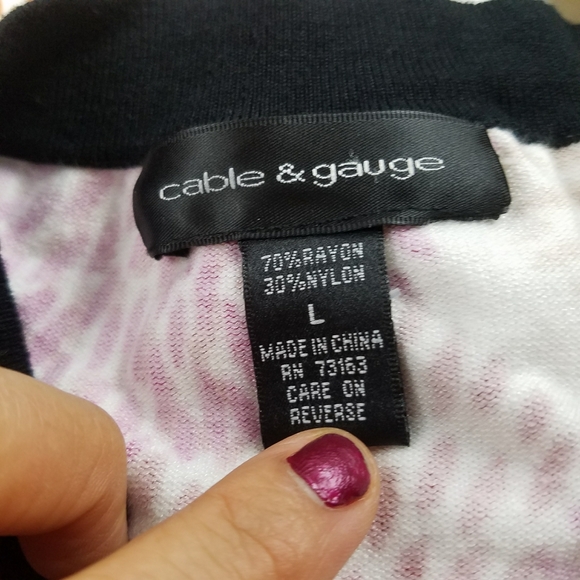 cable & gauge
70%RAYON
30%NYLON
L
MADE IN CHINA
RN 73163
CARE ON
REVERSE